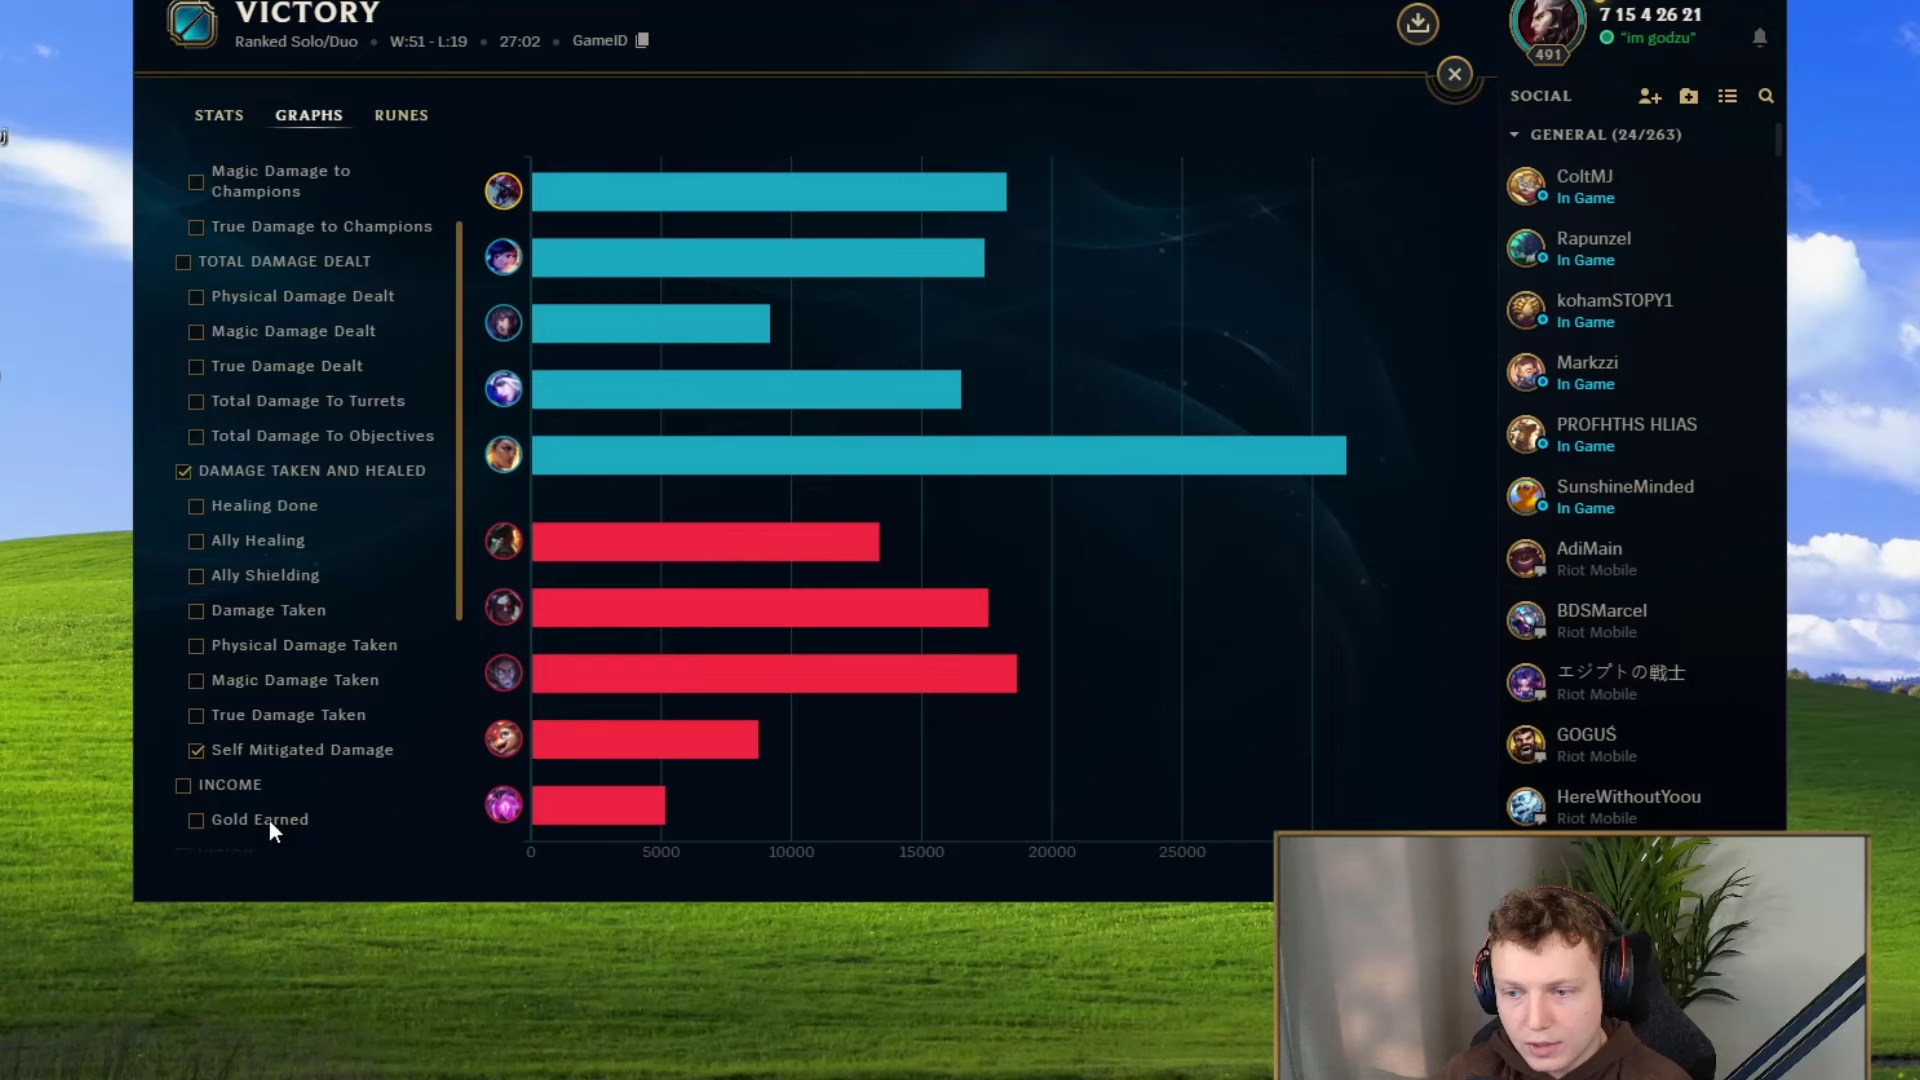 VICTORY
Ranked Solo/Duo • W:51 - L:19 • 27:02 • GameID
7 15 4 26 21
"im godzu"
491
STATS GRAPHS RUNES
SOCIAL
GENERAL (24/263)
Magic Damage to
Champions
True Damage to Champions
TOTAL DAMAGE DEALT
Physical Damage Dealt
Magic Damage Dealt
True Damage Dealt
Total Damage To Turrets
Total Damage To Objectives
DAMAGE TAKEN AND HEALED
Healing Done
Ally Healing
Ally Shielding
Damage Taken
Physical Damage Taken
Magic Damage Taken
True Damage Taken
Self Mitigated Damage
INCOME
Gold Earned
0 5000 10000 15000 20000 25000
ColtMJ
In Game
Rapunzel
In Game
kohamSTOPY1
In Game
Markzzi
In Game
PROFHTHS HLIAS
In Game
SunshineMinded
In Game
AdiMain
Riot Mobile
BDSMarcel
Riot Mobile
エジプトの戦士
Riot Mobile
GOGUŚ
Riot Mobile
HereWithoutYoou
Riot Mobile